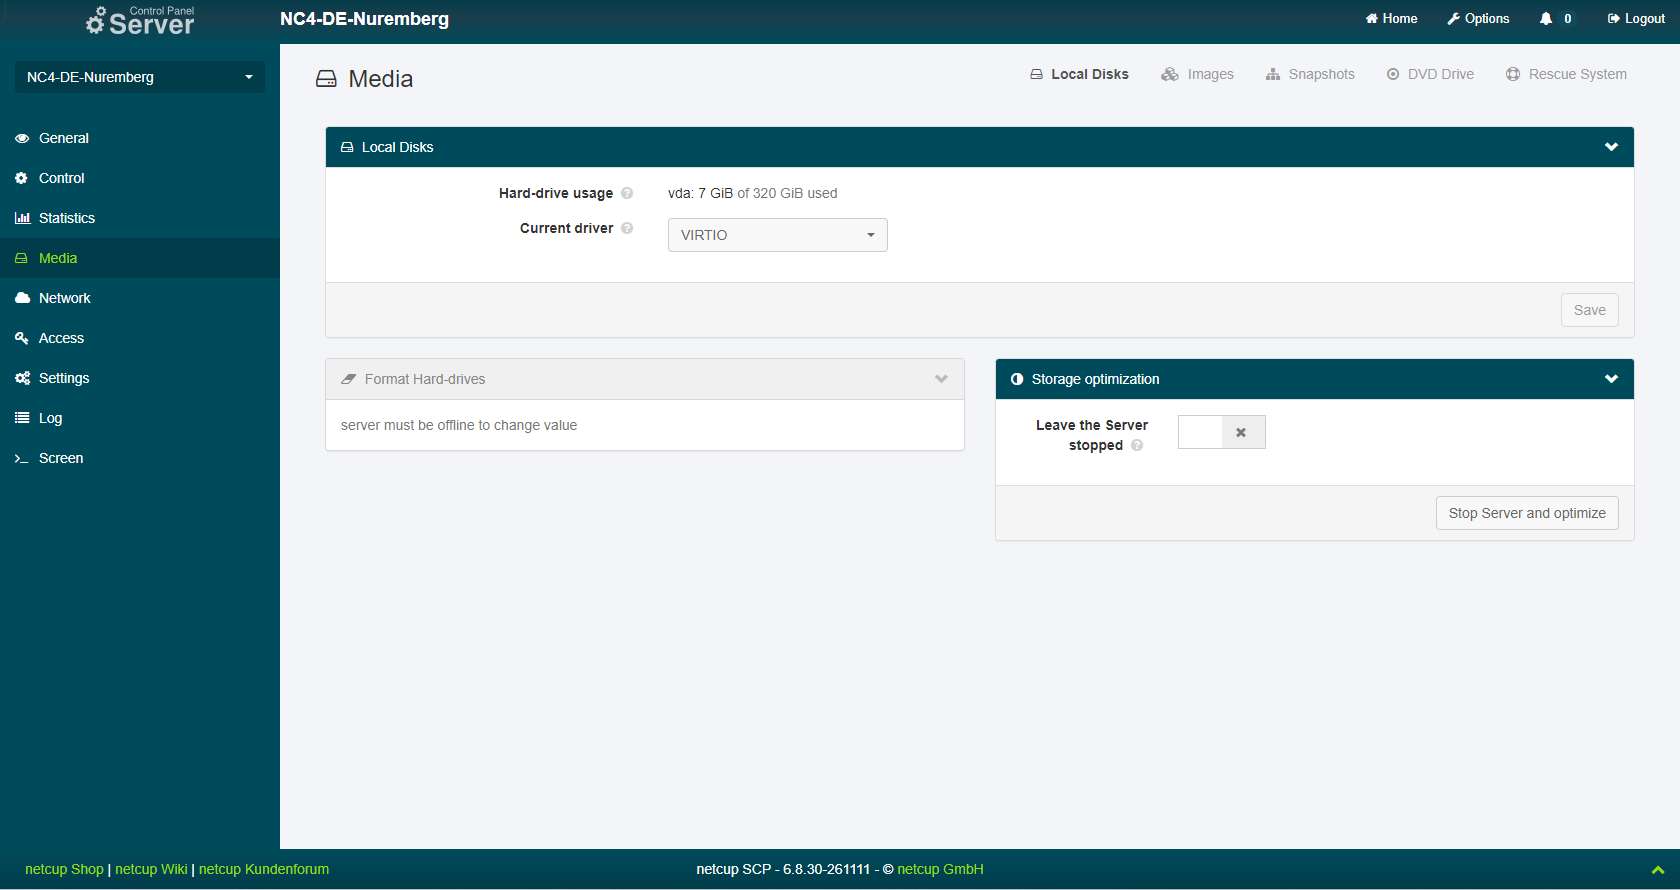 Control Panel
Server
NC4-DE-Nuremberg
Home
Options
0
Logout
NC4-DE-Nuremberg
General
Control
Statistics
Media
Network
Access
Settings
Log
Screen
Media
Local Disks
Images
Snapshots
DVD Drive
Rescue System
Local Disks
Hard-drive usage
vda: 7 GiB of 320 GiB used
Current driver
VIRTIO
Save
Format Hard-drives
server must be offline to change value
Storage optimization
Leave the Server
stopped
Stop Server and optimize
netcup Shop | netcup Wiki | netcup Kundenforum
netcup SCP - 6.8.30-261111 - © netcup GmbH